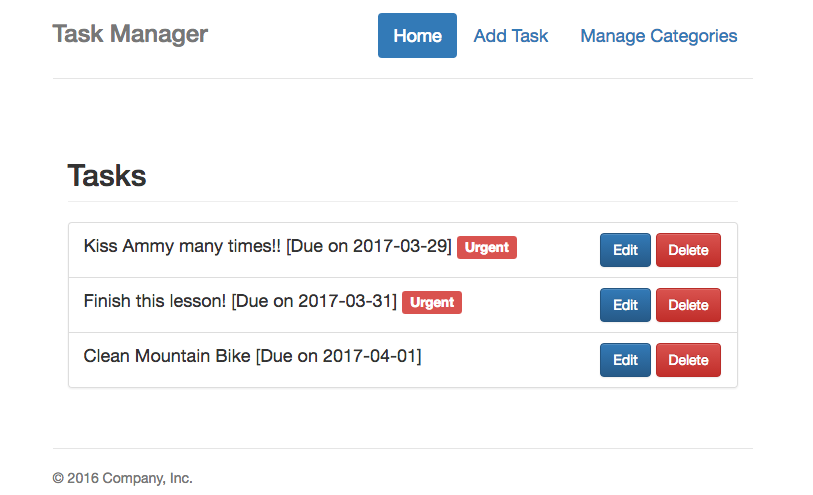 Task Manager Home Add Task Manage Categories
Tasks
Kiss Ammy many times!! [Due on 2017-03-29] Urgent Edit Delete
Finish this lesson! [Due on 2017-03-31] Urgent Edit Delete
Clean Mountain Bike [Due on 2017-04-01] Edit Delete
© 2016 Company, Inc.